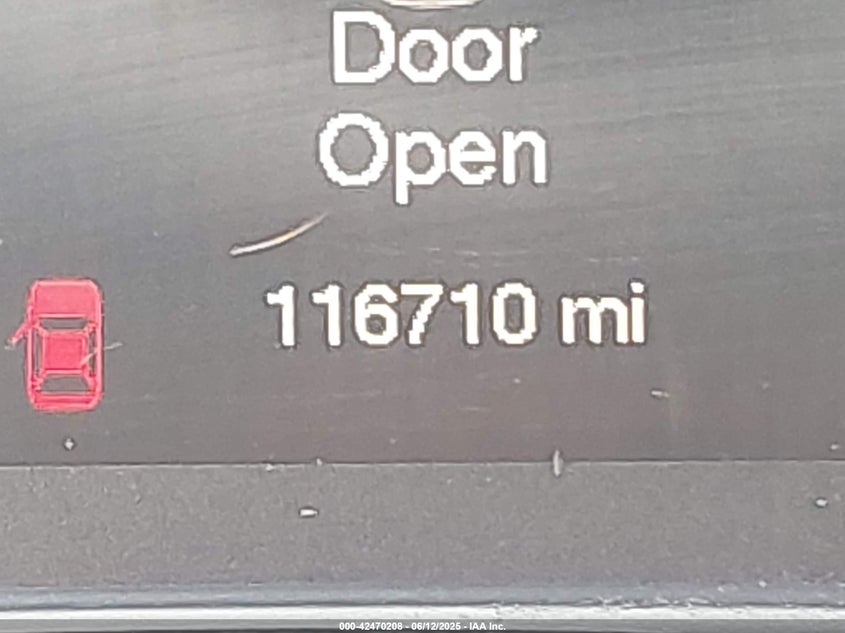 Door
Open
116710 mi
000-42470208 - 06/12/2025 - IAA Inc.